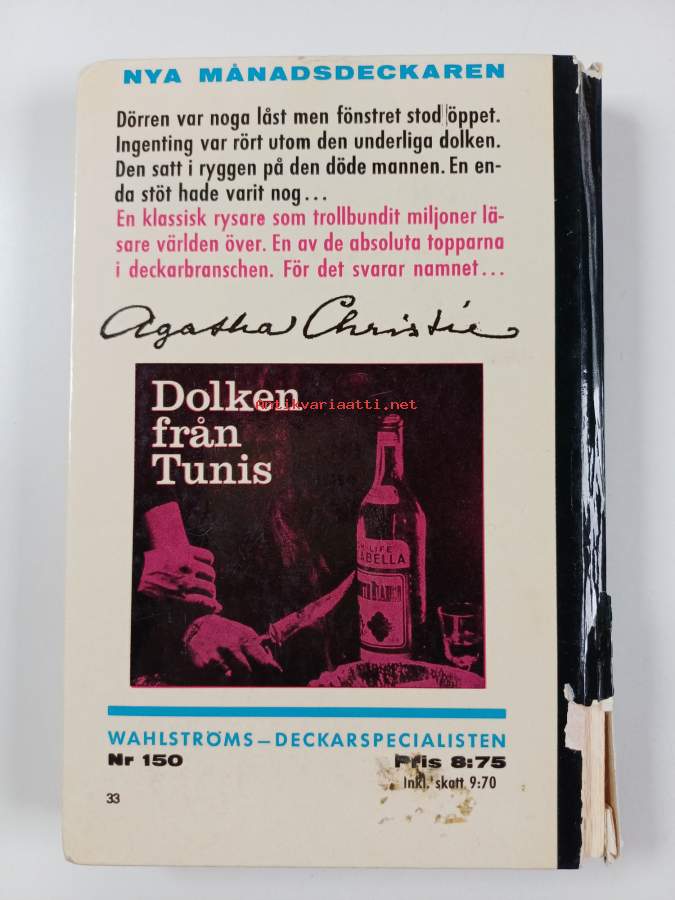 NYA MÅNADSDECKAREN
Dörren var noga låst men fönstret stod öppet.
Ingenting var rört utom den underliga dolken.
Den satt i ryggen på den döde mannen. En en-
da stöt hade varit nog...
En klassisk rysare som trollbundit miljoner lä-
sare världen över. En av de absoluta topparna
i deckarbranschen. För det svarar namnet...
Agatha Christie
Dolken
Antikvariaatti.net
från
Tunis
LIFE
ABELLA
WAHLSTRÖMS–DECKARSPECIALISTEN
Nr 150
Pris 8:75
Inkl. skatt 9:70
33